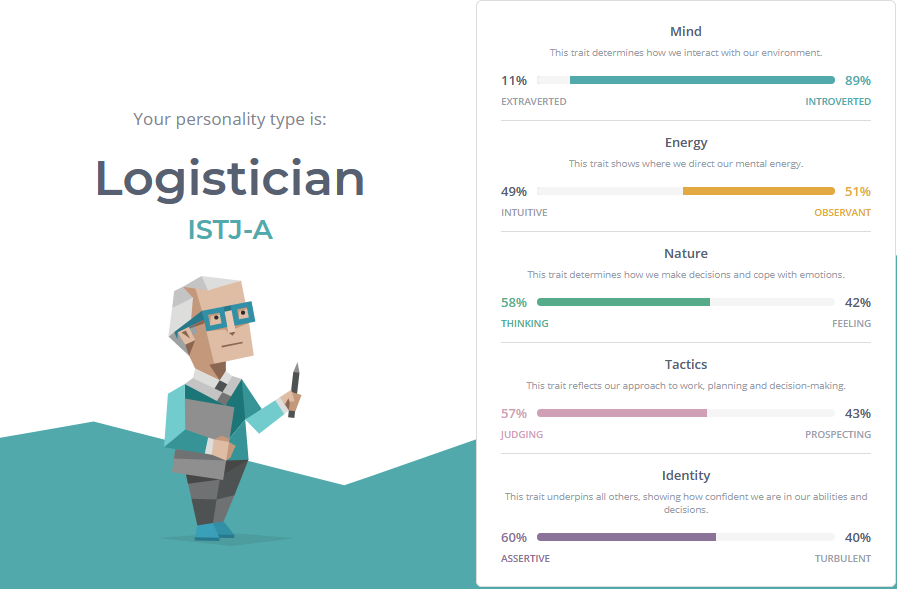 Your personality type is:
Logistician
ISTJ-A
Mind
This trait determines how we interact with our environment.
11% 89%
EXTRAVERTED INTROVERTED
Energy
This trait shows where we direct our mental energy.
49% 51%
INTUITIVE OBSERVANT
Nature
This trait determines how we make decisions and cope with emotions.
58% 42%
THINKING FEELING
Tactics
This trait reflects our approach to work, planning and decision-making.
57% 43%
JUDGING PROSPECTING
Identity
This trait underpins all others, showing how confident we are in our abilities and
decisions.
60% 40%
ASSERTIVE TURBULENT